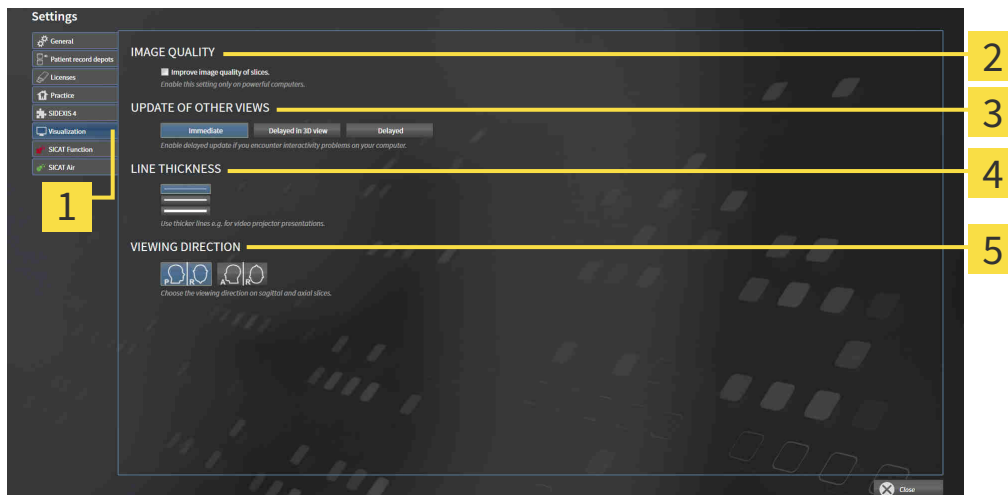 Settings
General
Patient record depots
Licenses
Practice
SIDEXIS 4
Visualization
SICAT Function
SICAT Air
1
IMAGE QUALITY
2
Improve image quality of slices.
Enable this setting only on powerful computers.
UPDATE OF OTHER VIEWS
3
Immediate Delayed in 3D view Delayed
Enable delayed update if you encounter interactivity problems on your computer.
LINE THICKNESS
4
Use thicker lines e.g. for video projector presentations.
VIEWING DIRECTION
5
P R A R
Choose the viewing direction on sagittal and axial slices.
Close